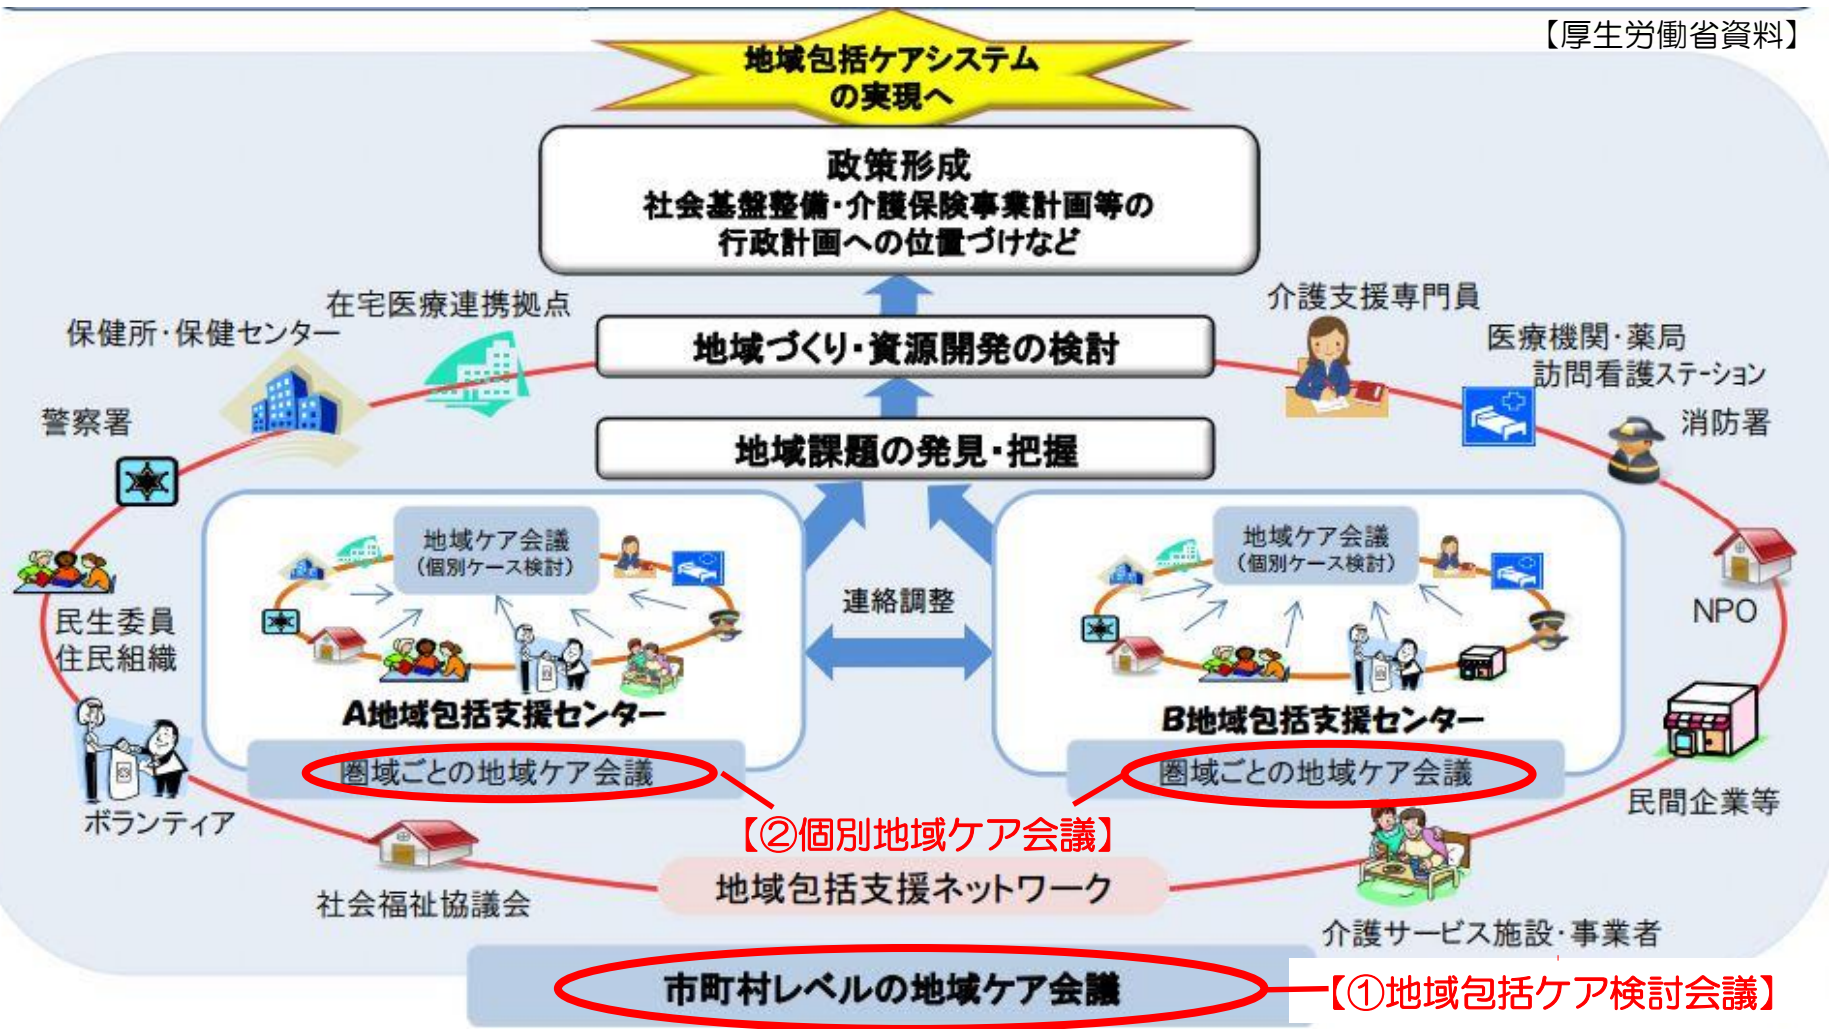 【厚生労働省資料】
地域包括ケアシステム
の実現へ
政策形成
社会基盤整備・介護保険事業計画等の
行政計画への位置づけなど
在宅医療連携拠点
保健所・保健センター
警察署
地域づくり・資源開発の検討
介護支援専門員
医療機関・薬局
訪問看護ステーション
消防署
地域課題の発見・把握
地域ケア会議
(個別ケース検討)
連絡調整
地域ケア会議
(個別ケース検討)
民生委員
住民組織
NPO
A地域包括支援センター
B地域包括支援センター
圏域ごとの地域ケア会議
圏域ごとの地域ケア会議
ボランティア
民間企業等
【②個別地域ケア会議】
地域包括支援ネットワーク
社会福祉協議会
介護サービス施設・事業者
市町村レベルの地域ケア会議
【①地域包括ケア検討会議】